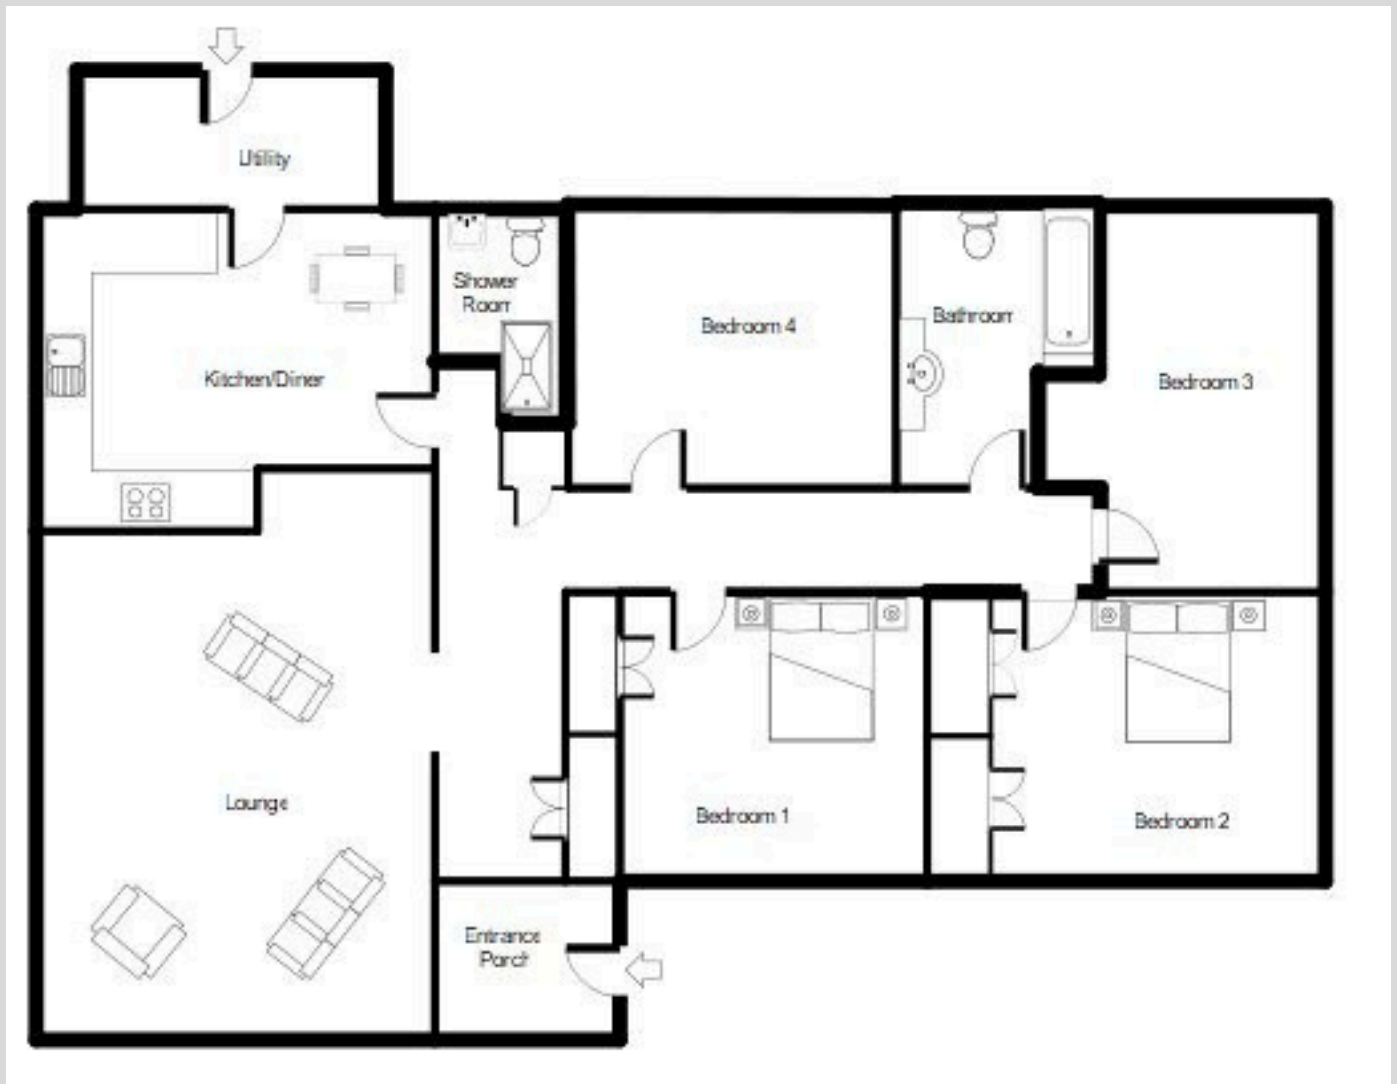 Utility
Shower
Room
Bedroom 4
Bathroom
Kitchen/Diner
Bedroom 3
Lounge
Bedroom 1
Bedroom 2
Entrance
Porch